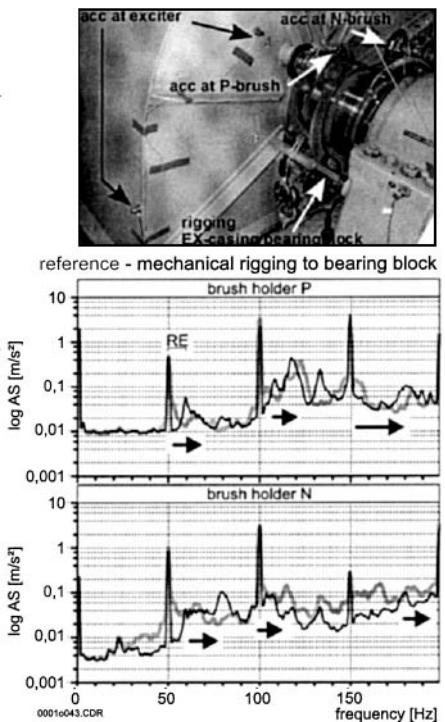 acc at exciter
acc at N-brush
acc at P-brush
rigging
EX-casing/bearing block
reference - mechanical rigging to bearing block
brush holder P
log AS [m/s²]
10
1
0,1
0,01
0,001
RE
brush holder N
log AS [m/s²]
10
1
0,1
0,01
0,001
50
100
150
frequency [Hz]
0001o043.CDR